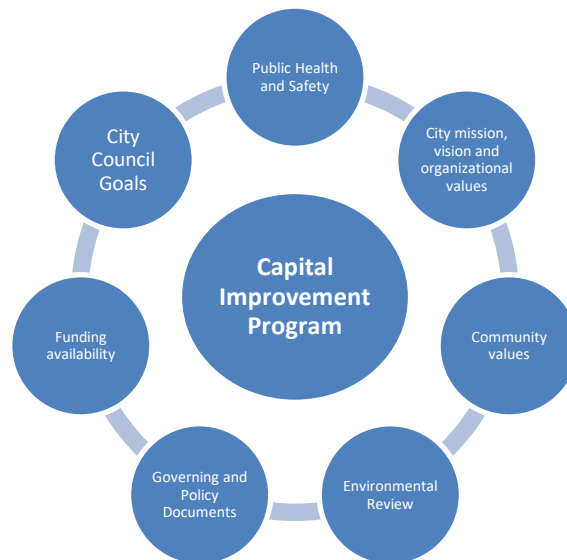 Public Health
and Safety
City mission,
vision and
organizational
values
Community
values
Environmental
Review
Governing and
Policy
Documents
Funding
availability
City
Council
Goals
Capital
Improvement
Program